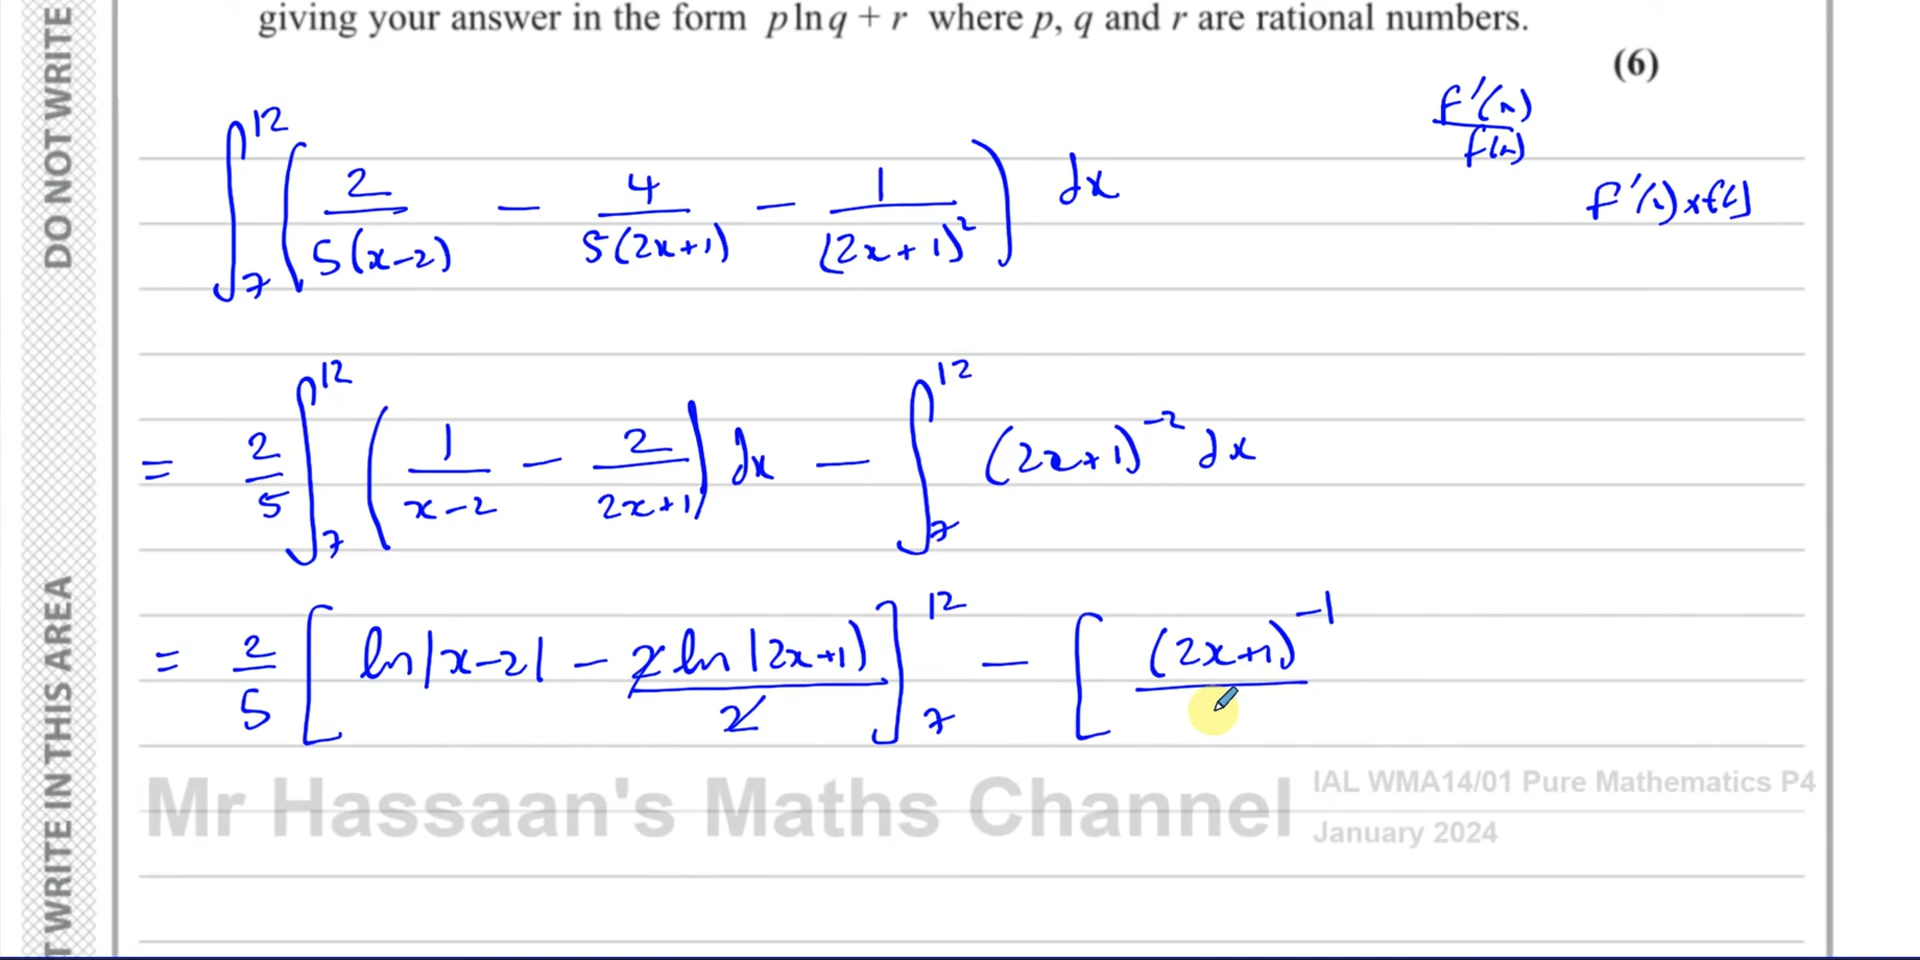 giving your answer in the form p ln q + r where p, q and r are rational numbers.
(6)
f'(x)/f(x)
∫₇¹² ( 2/5(x-2) - 4/5(2x+1) - 1/(2x+1)² ) dx
f'(x) × f(x)
= 2/5 ∫₇¹² ( 1/x-2 - 2/2x+1 ) dx - ∫₇¹² (2x+1)⁻² dx
= 2/5 [ ln|x-2| - 2 ln|2x+1|/2 ]₇¹² - [ (2x+1)⁻¹
Mr Hassaan's Maths Channel
IAL WMA14/01 Pure Mathematics P4
January 2024
DO NOT WRITE
T WRITE IN THIS AREA